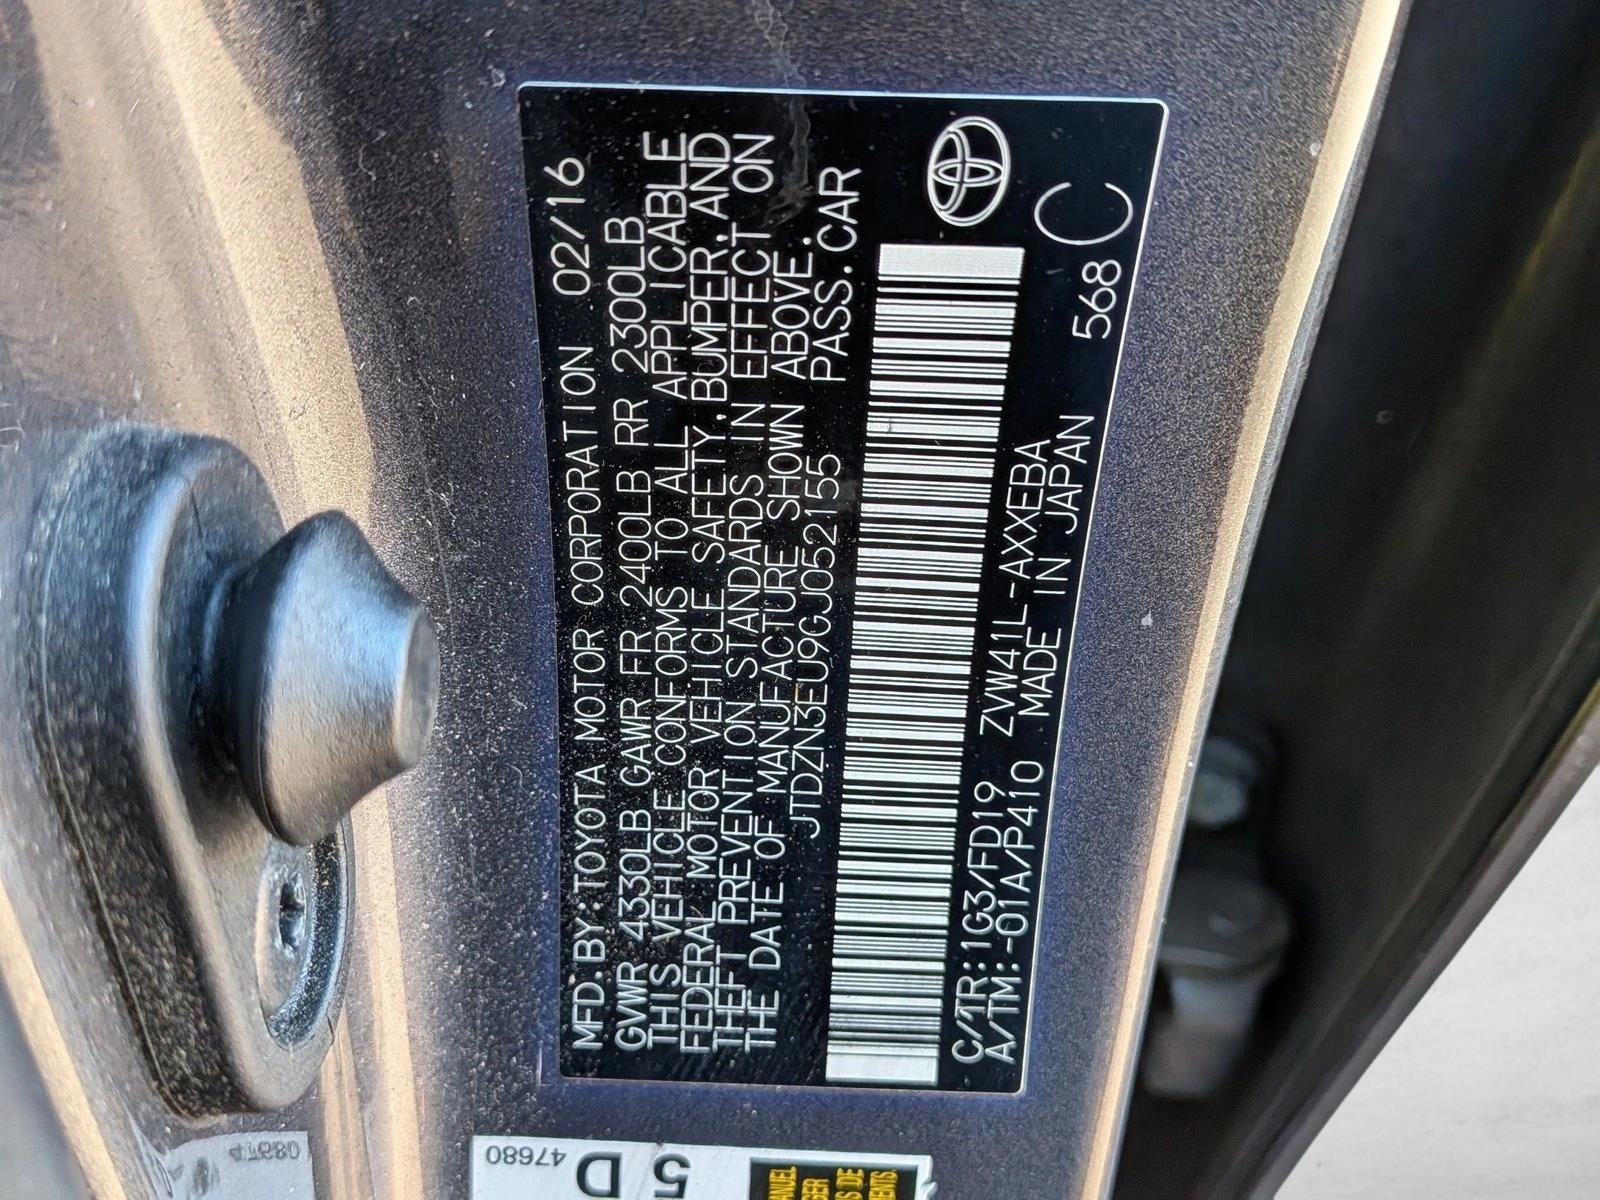 MFD.BY:TOYOTA MOTOR CORPORATION 02/16
GVWR 4330LB GAWR FR 2400LB RR 2300LB
THIS VEHICLE CONFORMS TO ALL APPLICABLE
FEDERAL MOTOR VEHICLE SAFETY,BUMPER,AND
THEFT PREVENTION STANDARDS IN EFFECT ON
THE DATE OF MANUFACTURE SHOWN ABOVE.
JTDZN3EU9GJ052155 PASS.CAR
C/TR:1G3/FD19 ZVW41L-AXXEBA
A/TM:-01A/P410 MADE IN JAPAN 568 C
47680
5D